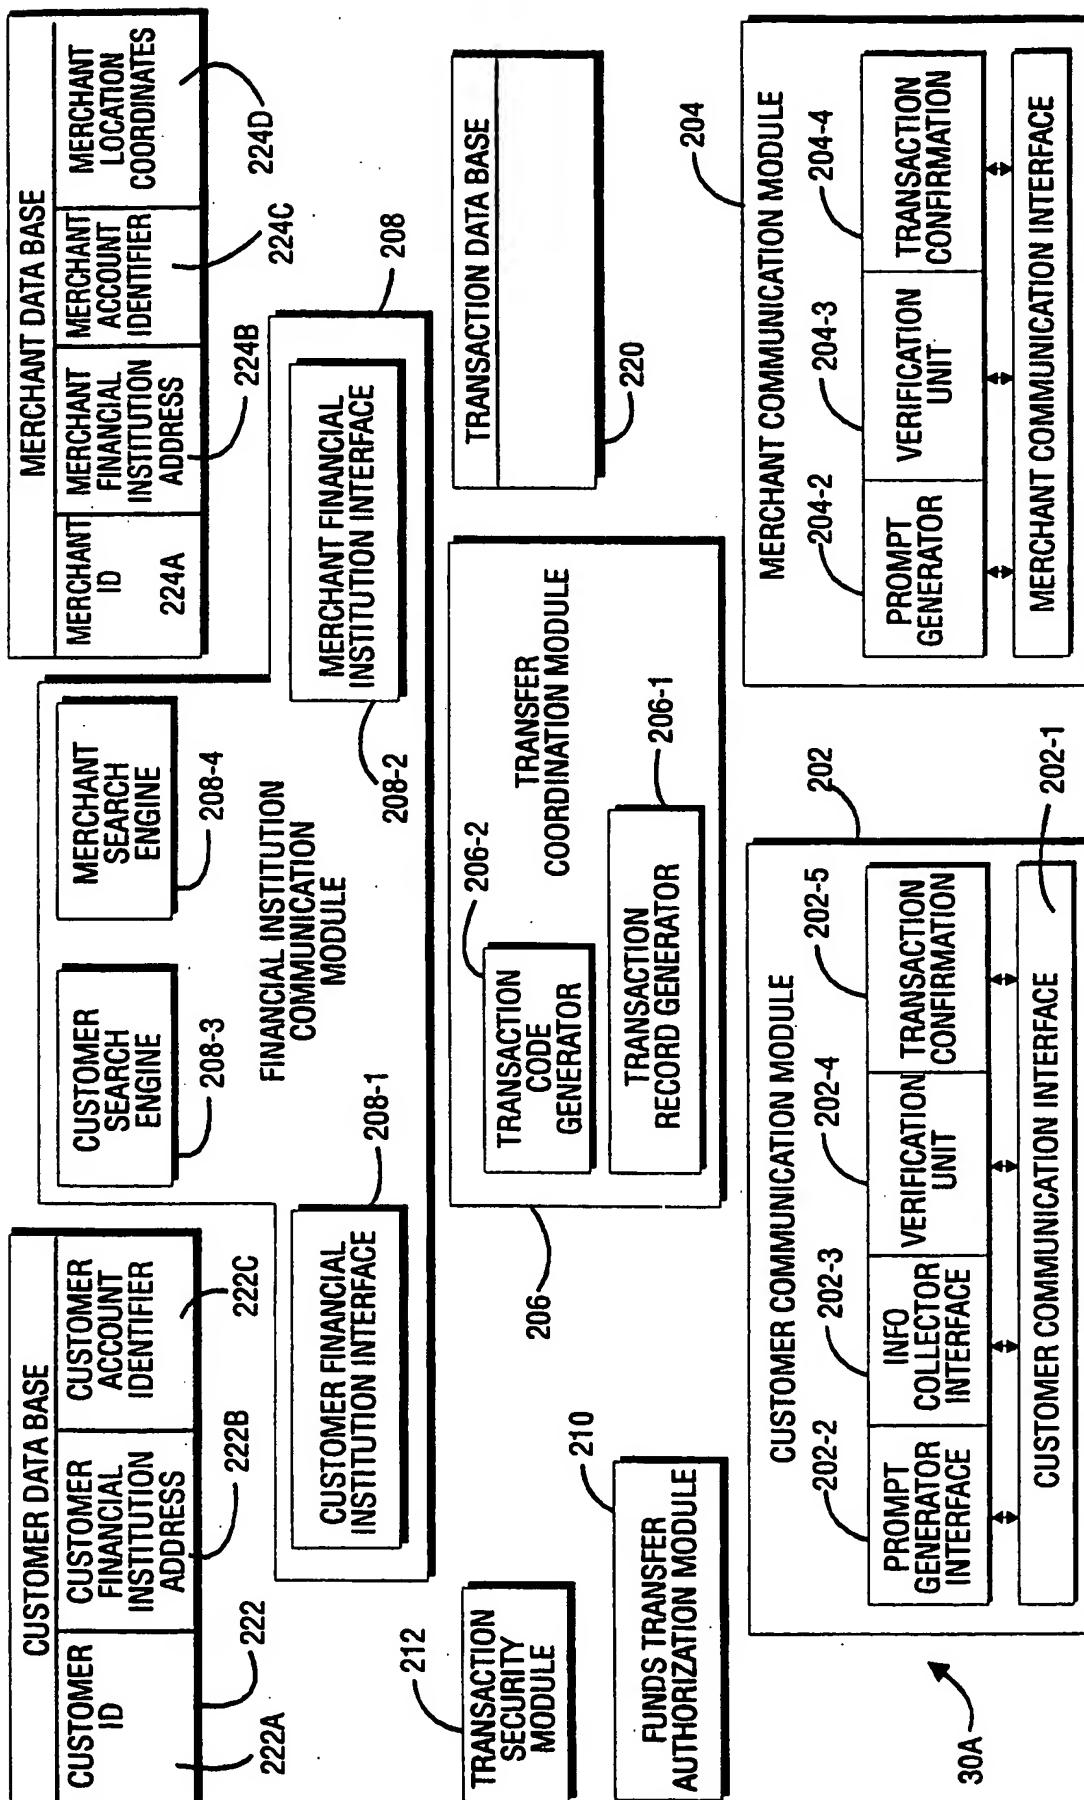 CUSTOMER DATA BASE
CUSTOMER
ID
CUSTOMER
FINANCIAL
INSTITUTION
ADDRESS
CUSTOMER
ACCOUNT
IDENTIFIER
222A
222
222B
222C
CUSTOMER
SEARCH
ENGINE
208-3
MERCHANT
SEARCH
ENGINE
208-4
FINANCIAL INSTITUTION
COMMUNICATION
MODULE
208-1
CUSTOMER FINANCIAL
INSTITUTION INTERFACE
208-2
MERCHANT FINANCIAL
INSTITUTION INTERFACE
208
MERCHANT DATA BASE
MERCHANT
ID
224A
MERCHANT
FINANCIAL
INSTITUTION
ADDRESS
MERCHANT
ACCOUNT
IDENTIFIER
MERCHANT
LOCATION
COORDINATES
224B
224C
224D
212
TRANSACTION
SECURITY
MODULE
210
FUNDS TRANSFER
AUTHORIZATION MODULE
206
206-2
TRANSACTION
CODE
GENERATOR
TRANSFER
COORDINATION MODULE
TRANSACTION
RECORD GENERATOR
206-1
TRANSACTION DATA BASE
220
30A
CUSTOMER COMMUNICATION MODULE
202
202-2
202-3
202-4
202-5
PROMPT
GENERATOR
INTERFACE
INFO
COLLECTOR
INTERFACE
VERIFICATION
UNIT
TRANSACTION
CONFIRMATION
CUSTOMER COMMUNICATION INTERFACE
202-1
MERCHANT COMMUNICATION MODULE
204
204-2
204-3
204-4
PROMPT
GENERATOR
VERIFICATION
UNIT
TRANSACTION
CONFIRMATION
MERCHANT COMMUNICATION INTERFACE